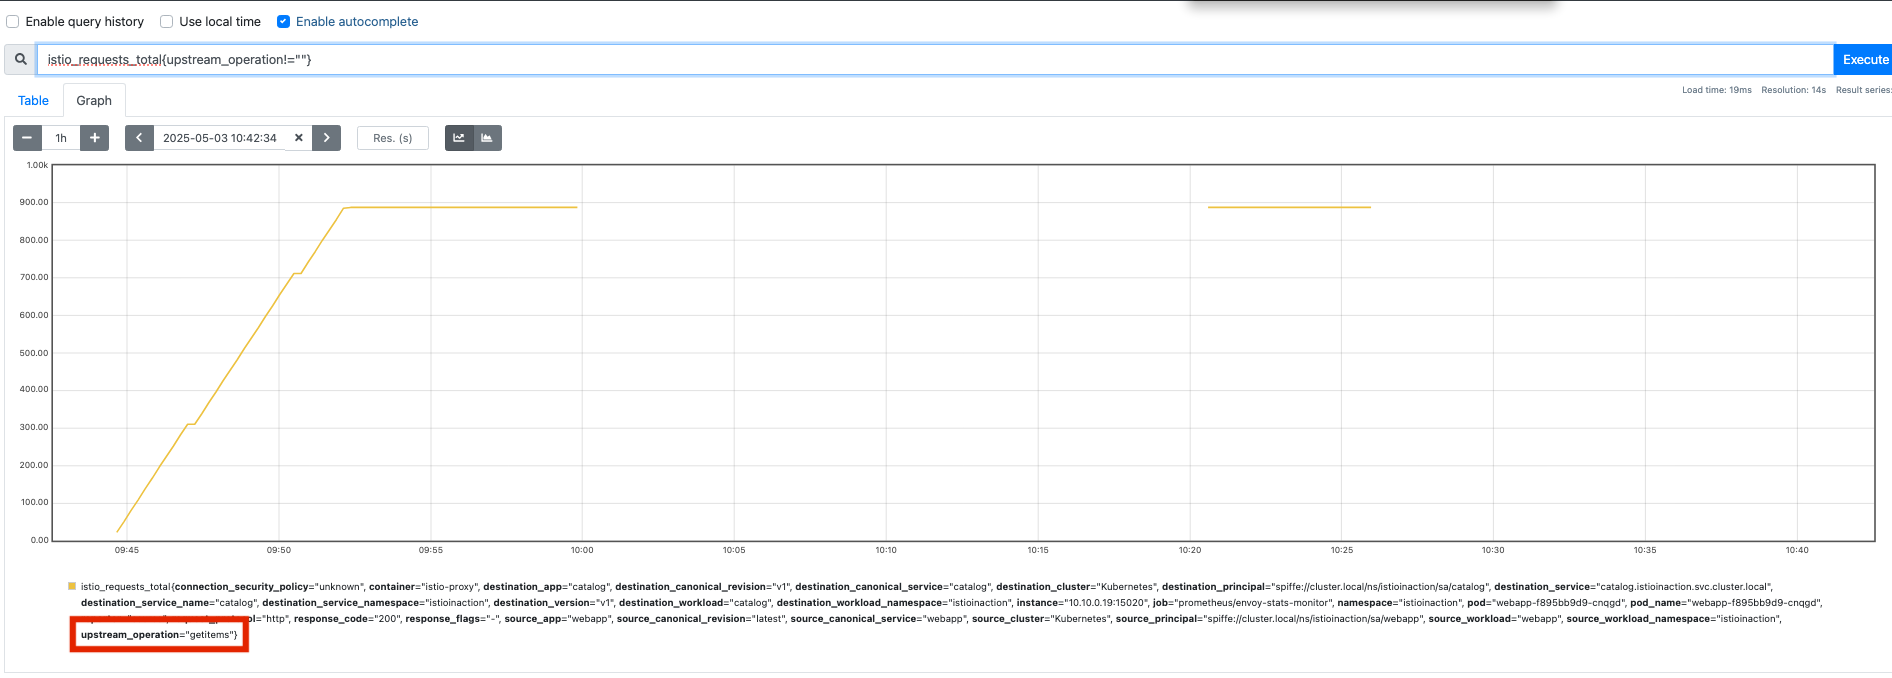 Enable query history Use local time Enable autocomplete
istio_requests_total{upstream_operation!=""}
Execute
Table Graph
Load time: 19ms Resolution: 14s Result series:
− 1h + 2025-05-03 10:42:34 × Res. (s)
1.00k
900.00
800.00
700.00
600.00
500.00
400.00
300.00
200.00
100.00
0.00
09:45 09:50 09:55 10:00 10:05 10:10 10:15 10:20 10:25 10:30 10:35 10:40
istio_requests_total{connection_security_policy="unknown", container="istio-proxy", destination_app="catalog", destination_canonical_revision="v1", destination_canonical_service="catalog", destination_cluster="Kubernetes", destination_principal="spiffe://cluster.local/ns/istioinaction/sa/catalog", destination_service="catalog.istioinaction.svc.cluster.local",
destination_service_name="catalog", destination_service_namespace="istioinaction", destination_version="v1", destination_workload="catalog", destination_workload_namespace="istioinaction", instance="10.10.0.19:15020", job="prometheus/envoy-stats-monitor", namespace="istioinaction", pod="webapp-f895bb9d9-cnqgd", pod_name="webapp-f895bb9d9-cnqgd",
="http", response_code="200", response_flags="-", source_app="webapp", source_canonical_revision="latest", source_canonical_service="webapp", source_cluster="Kubernetes", source_principal="spiffe://cluster.local/ns/istioinaction/sa/webapp", source_workload="webapp", source_workload_namespace="istioinaction",
upstream_operation="getitems"}